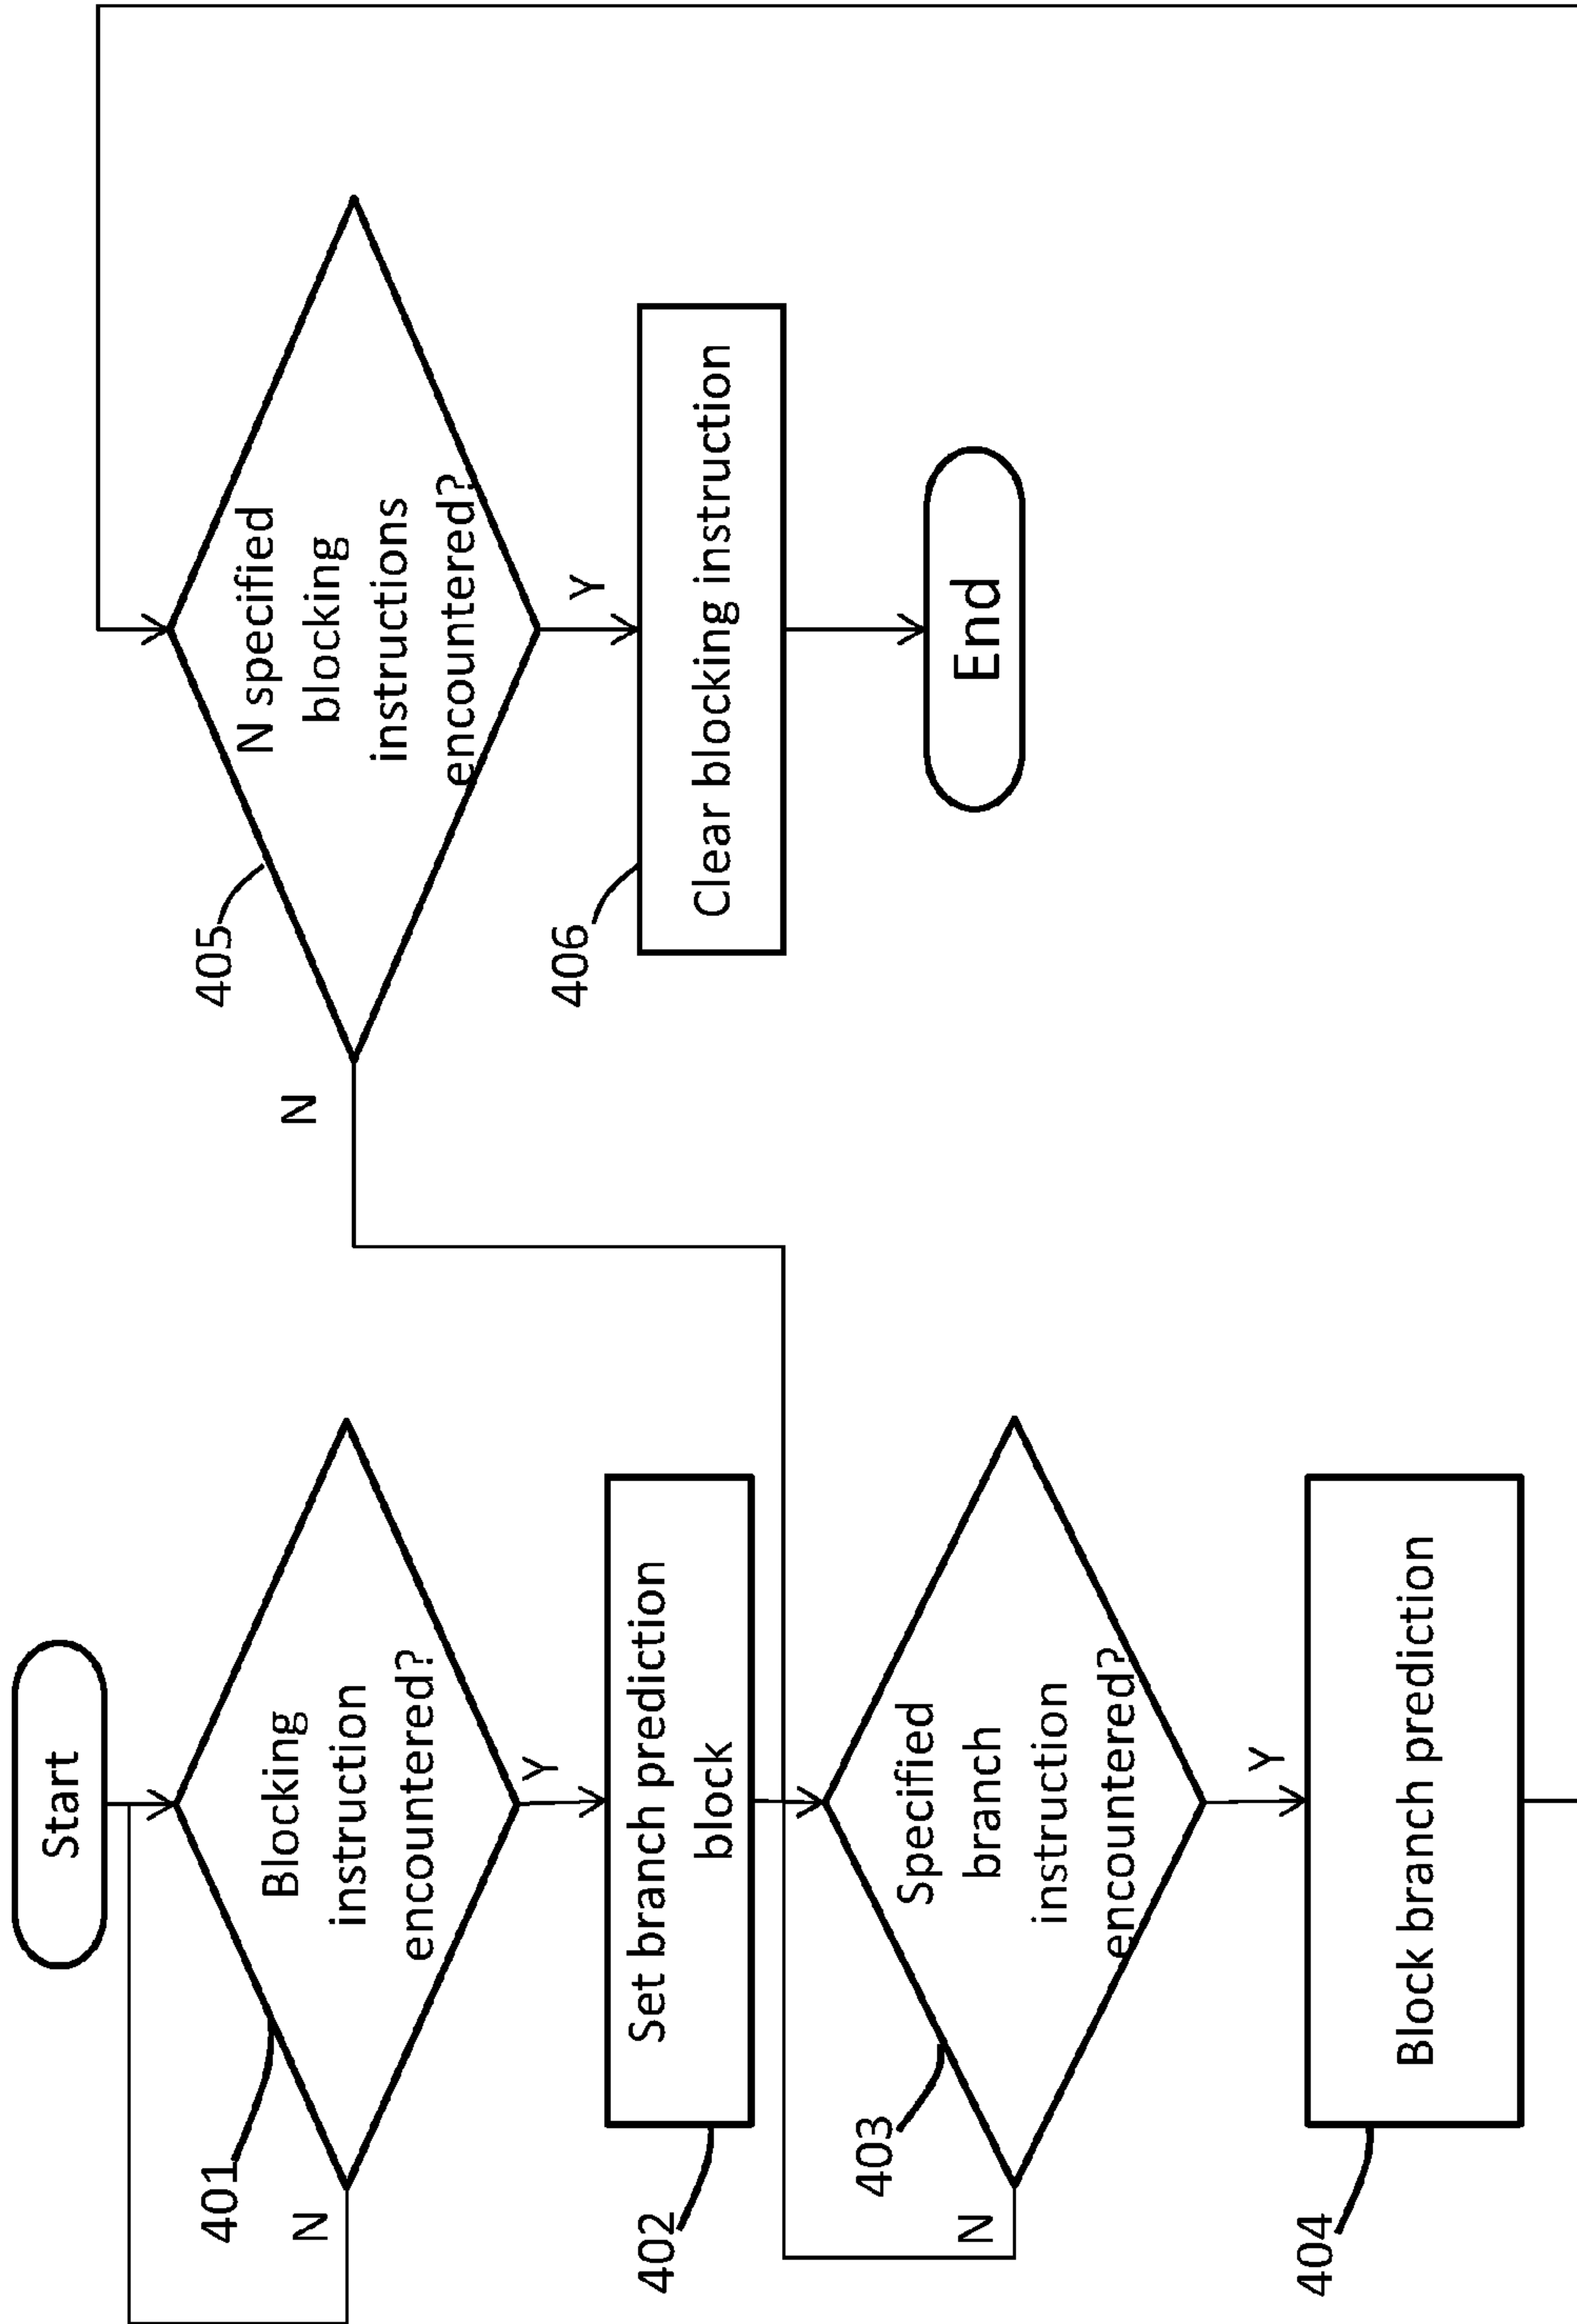 Start
401
Blocking
instruction
encountered?
N
Y
402
Set branch prediction
block
403
Specified
branch
instruction
encountered?
N
Y
404
Block branch prediction
405
N specified
blocking
instructions
encountered?
N
Y
406
Clear blocking instruction
End